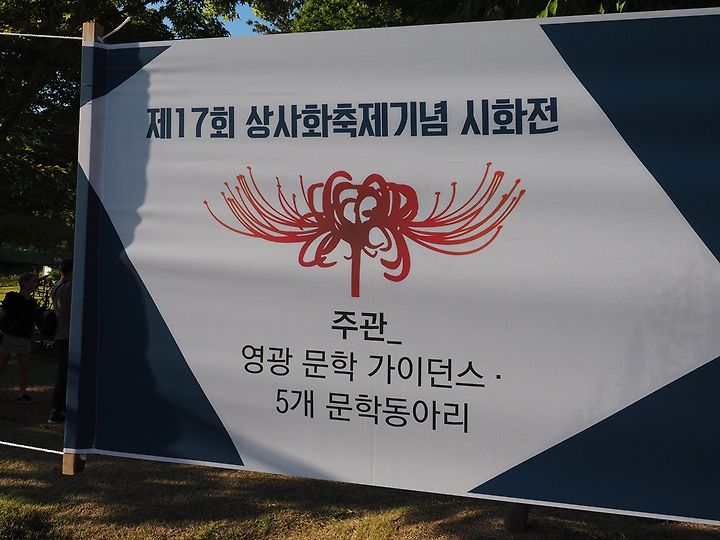 제17회 상사화축제기념 시화전
주관_
영광 문학 가이던스 ·
5개 문학동아리